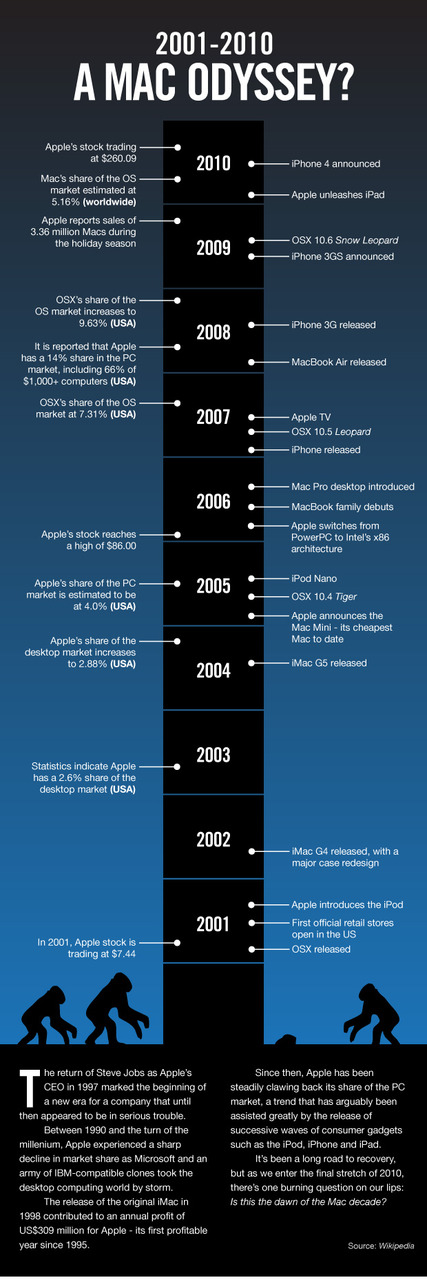 2001-2010
A MAC ODYSSEY?
2010
Apple's stock trading
at $260.09
Mac's share of the OS
market estimated at
5.16% (worldwide)
iPhone 4 announced
Apple unleashes iPad
2009
Apple reports sales of
3.36 million Macs during
the holiday season
OSX 10.6 Snow Leopard
iPhone 3GS announced
2008
OSX's share of the
OS market increases to
9.63% (USA)
It is reported that Apple
has a 14% share in the PC
market, including 66% of
$1,000+ computers (USA)
iPhone 3G released
MacBook Air released
2007
OSX's share of the OS
market at 7.31% (USA)
Apple TV
OSX 10.5 Leopard
iPhone released
2006
Apple's stock reaches
a high of $86.00
Mac Pro desktop introduced
MacBook family debuts
Apple switches from
PowerPC to Intel's x86
architecture
2005
Apple's share of the PC
market is estimated to be
at 4.0% (USA)
iPod Nano
OSX 10.4 Tiger
Apple announces the
Mac Mini - its cheapest
Mac to date
2004
Apple's share of the
desktop market increases
to 2.88% (USA)
iMac G5 released
2003
Statistics indicate Apple
has a 2.6% share of the
desktop market (USA)
2002
iMac G4 released, with a
major case redesign
2001
In 2001, Apple stock is
trading at $7.44
Apple introduces the iPod
First official retail stores
open in the US
OSX released
The return of Steve Jobs as Apple's
CEO in 1997 marked the beginning of
a new era for a company that until
then appeared to be in serious trouble.
Between 1990 and the turn of the
millenium, Apple experienced a sharp
decline in market share as Microsoft and an
army of IBM-compatible clones took the
desktop computing world by storm.
The release of the original iMac in
1998 contributed to an annual profit of
US$309 million for Apple - its first profitable
year since 1995.
Since then, Apple has been
steadily clawing back its share of the PC
market, a trend that has arguably been
assisted greatly by the release of
successive waves of consumer gadgets
such as the iPod, iPhone and iPad.
It's been a long road to recovery,
but as we enter the final stretch of 2010,
there's one burning question on our lips:
Is this the dawn of the Mac decade?
Source: Wikipedia